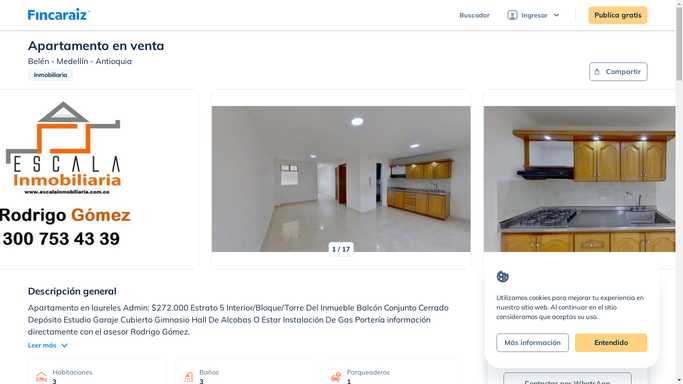 Fincaraiz
Buscador
Ingresar
Publica gratis
Apartamento en venta
Belén - Medellín - Antioquia
Inmobiliaria
Compartir
ESCALA
Inmobiliaria
www.escalainmobiliaria.com.co
Rodrigo Gómez
300 753 43 39
1 / 17
Descripción general
Apartamento en laureles Admin: $272.000 Estrato 5 Interior/Bloque/Torre Del Inmueble Balcón Conjunto Cerrado
Depósito Estudio Garaje Cubierto Gimnasio Hall De Alcobas O Estar Instalación De Gas Portería información
directamente con el asesor Rodrigo Gómez.
Leer más
Habitaciones
3
Baños
3
Parqueaderos
1
Utilizamos cookies para mejorar tu experiencia en
nuestro sitio web. Al continuar en el sitio
consideramos que aceptas su uso.
Más información
Entendido
Contactar por WhatsApp